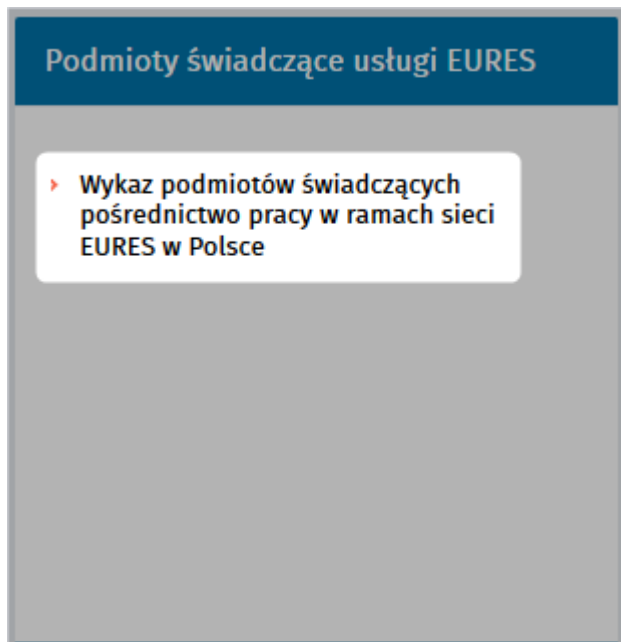 Podmioty świadczące usługi EURES
Wykaz podmiotów świadczących
pośrednictwo pracy w ramach sieci
EURES w Polsce